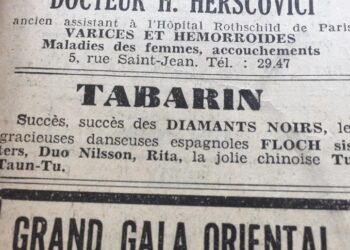 DOCTEUR H. HERSCOVICI
ancien assistant à l'Hôpital Rothschild de Paris
VARICES ET HEMORROIDES
Maladies des femmes, accouchements
5, rue Saint-Jean. Tél. : 29.47
TABARIN
Succès, succès des DIAMANTS NOIRS, le
gracieuses danseuses espagnoles FLOCH sis
ters, Duo Nilsson, Rita, la jolie chinoise Tu
Taun-Tu.
GRAND GALA ORIENTAL